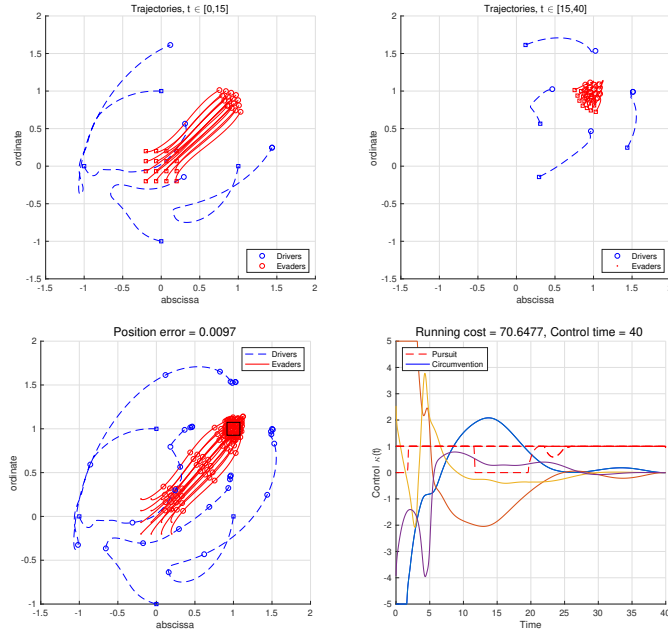 Trajectories, t ∈ [0,15]
2
1.5
1
0.5
0
-0.5
-1
-1.5
ordinate
-1.5 -1 -0.5 0 0.5 1 1.5 2
abscissa
Drivers
Evaders
Trajectories, t ∈ [15,40]
2
1.5
1
0.5
0
-0.5
-1
-1.5
ordinate
-1.5 -1 -0.5 0 0.5 1 1.5 2
abscissa
Drivers
Evaders
Position error = 0.0097
2
1.5
1
0.5
0
-0.5
-1
ordinate
-1.5 -1 -0.5 0 0.5 1 1.5 2
abscissa
Drivers
Evaders
Running cost = 70.6477, Control time = 40
5
4
3
2
1
0
-1
-2
-3
-4
-5
Control κ(t)
0 5 10 15 20 25 30 35 40
Time
Pursuit
Circumvention